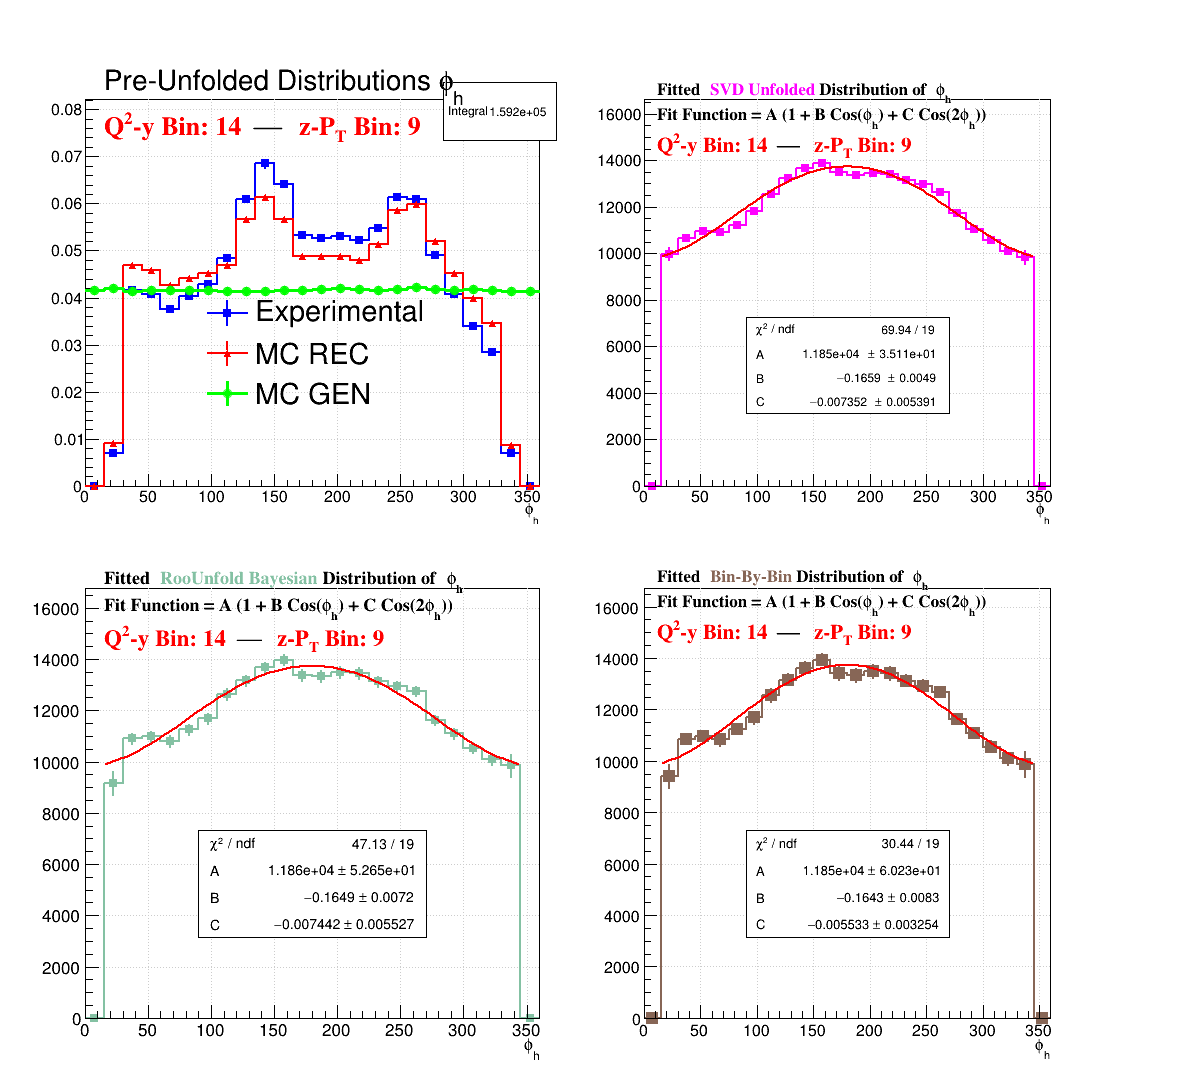 Pre-Unfolded Distributions ϕh
Integral 1.592e+05
Q²-y Bin: 14 — z-PT Bin: 9
0.08
0.07
0.06
0.05
0.04
0.03
0.02
0.01
0
Experimental
MC REC
MC GEN
0 50 100 150 200 250 300 350
ϕh
Fitted SVD Unfolded Distribution of ϕh
Fit Function = A (1 + B Cos(ϕh) + C Cos(2ϕh))
Q²-y Bin: 14 — z-PT Bin: 9
16000
14000
12000
10000
8000
6000
4000
2000
0
χ² / ndf 69.94 / 19
A 1.185e+04 ± 3.511e+01
B −0.1659 ± 0.0049
C −0.007352 ± 0.005391
0 50 100 150 200 250 300 350
ϕh
Fitted RooUnfold Bayesian Distribution of ϕh
Fit Function = A (1 + B Cos(ϕh) + C Cos(2ϕh))
Q²-y Bin: 14 — z-PT Bin: 9
16000
14000
12000
10000
8000
6000
4000
2000
0
χ² / ndf 47.13 / 19
A 1.186e+04 ± 5.265e+01
B −0.1649 ± 0.0072
C −0.007442 ± 0.005527
0 50 100 150 200 250 300 350
ϕh
Fitted Bin-By-Bin Distribution of ϕh
Fit Function = A (1 + B Cos(ϕh) + C Cos(2ϕh))
Q²-y Bin: 14 — z-PT Bin: 9
16000
14000
12000
10000
8000
6000
4000
2000
0
χ² / ndf 30.44 / 19
A 1.185e+04 ± 6.023e+01
B −0.1643 ± 0.0083
C −0.005533 ± 0.003254
0 50 100 150 200 250 300 350
ϕh